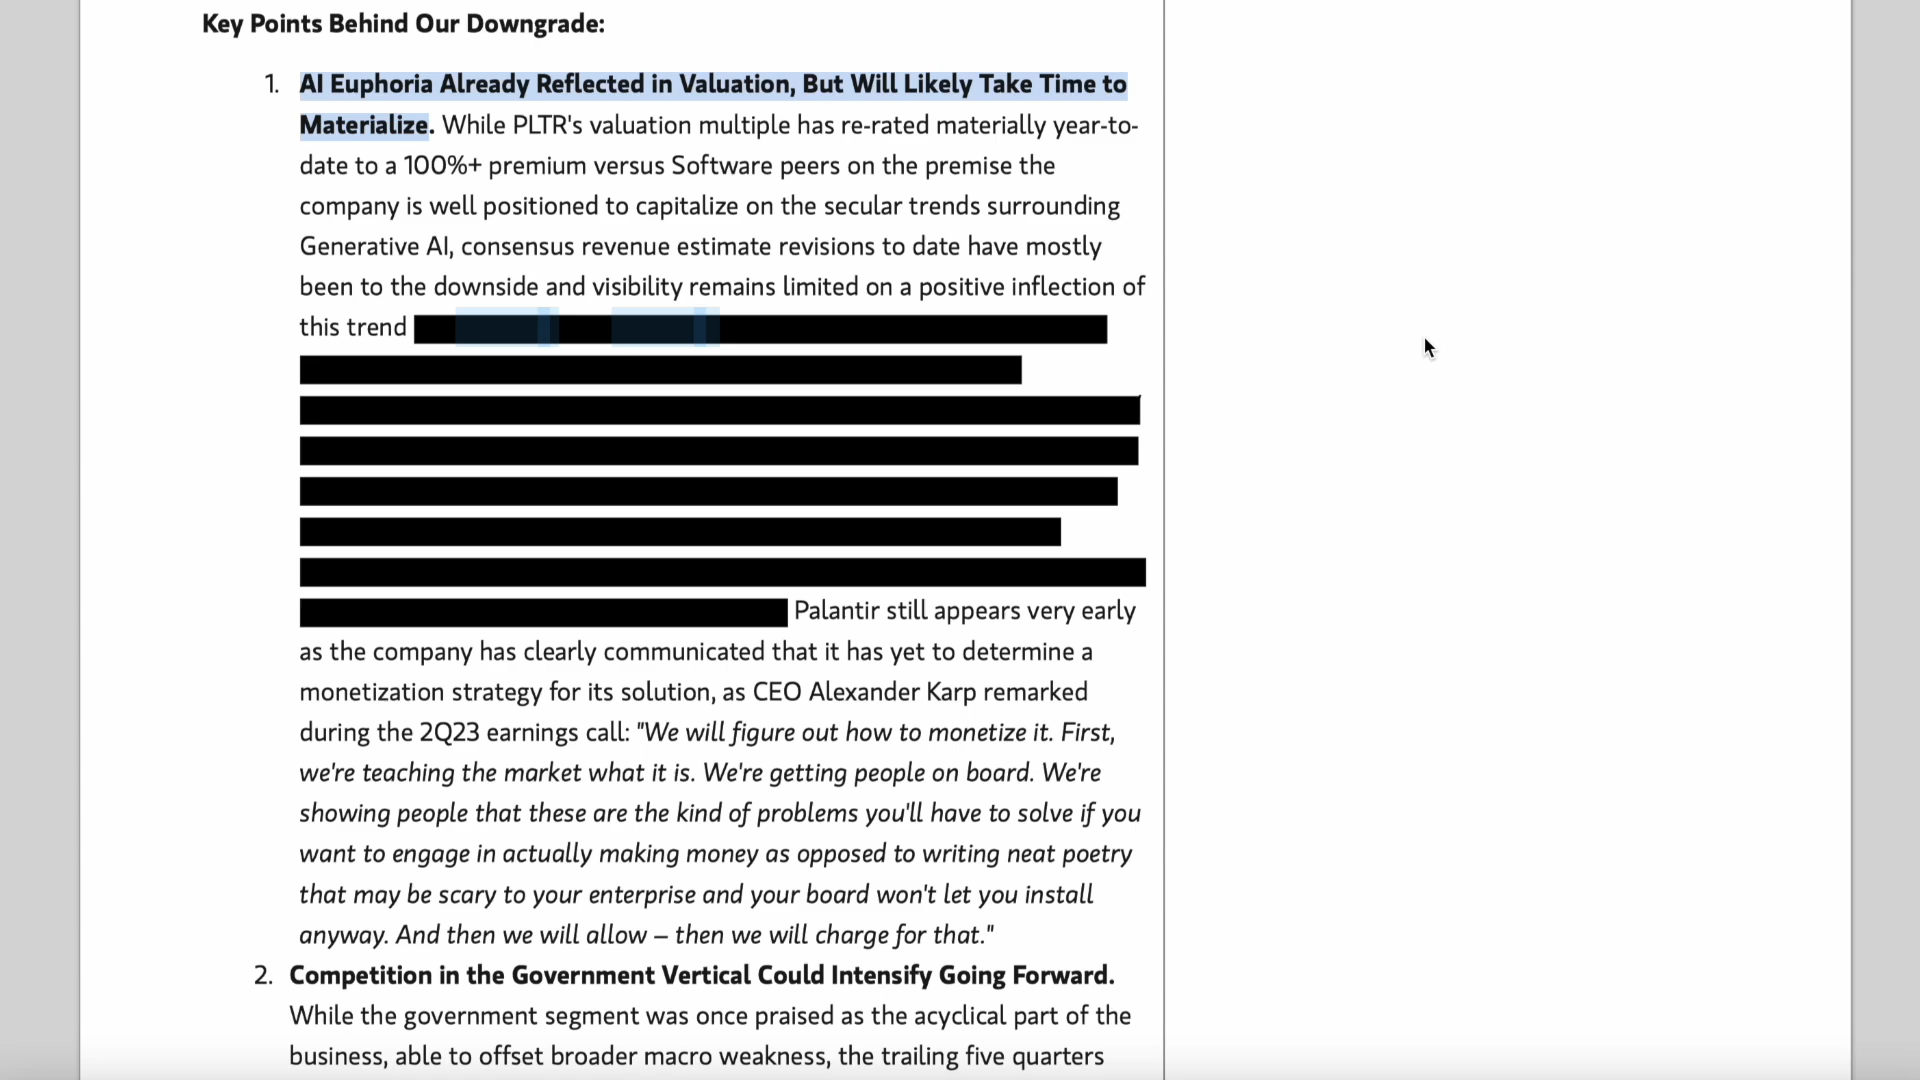 Key Points Behind Our Downgrade:
1. AI Euphoria Already Reflected in Valuation, But Will Likely Take Time to
Materialize. While PLTR's valuation multiple has re-rated materially year-to-
date to a 100%+ premium versus Software peers on the premise the
company is well positioned to capitalize on the secular trends surrounding
Generative AI, consensus revenue estimate revisions to date have mostly
been to the downside and visibility remains limited on a positive inflection of
this trend
Palantir still appears very early
as the company has clearly communicated that it has yet to determine a
monetization strategy for its solution, as CEO Alexander Karp remarked
during the 2Q23 earnings call: "We will figure out how to monetize it. First,
we're teaching the market what it is. We're getting people on board. We're
showing people that these are the kind of problems you'll have to solve if you
want to engage in actually making money as opposed to writing neat poetry
that may be scary to your enterprise and your board won't let you install
anyway. And then we will allow – then we will charge for that."
2. Competition in the Government Vertical Could Intensify Going Forward.
While the government segment was once praised as the acyclical part of the
business, able to offset broader macro weakness, the trailing five quarters